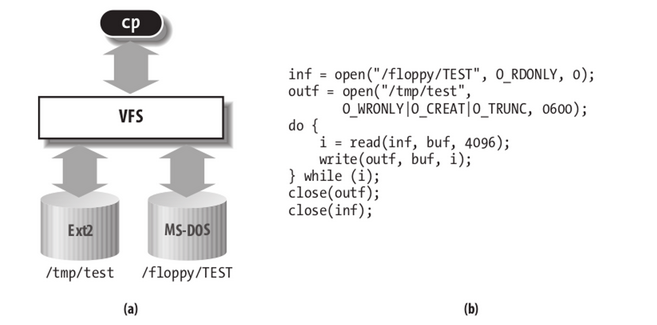 cp
VFS
Ext2
MS-DOS
/tmp/test
/floppy/TEST
(a)
inf = open("/floppy/TEST", O_RDONLY, 0);
outf = open("/tmp/test",
O_WRONLY|O_CREAT|O_TRUNC, 0600);
do {
i = read(inf, buf, 4096);
write(outf, buf, i);
} while (i);
close(outf);
close(inf);
(b)